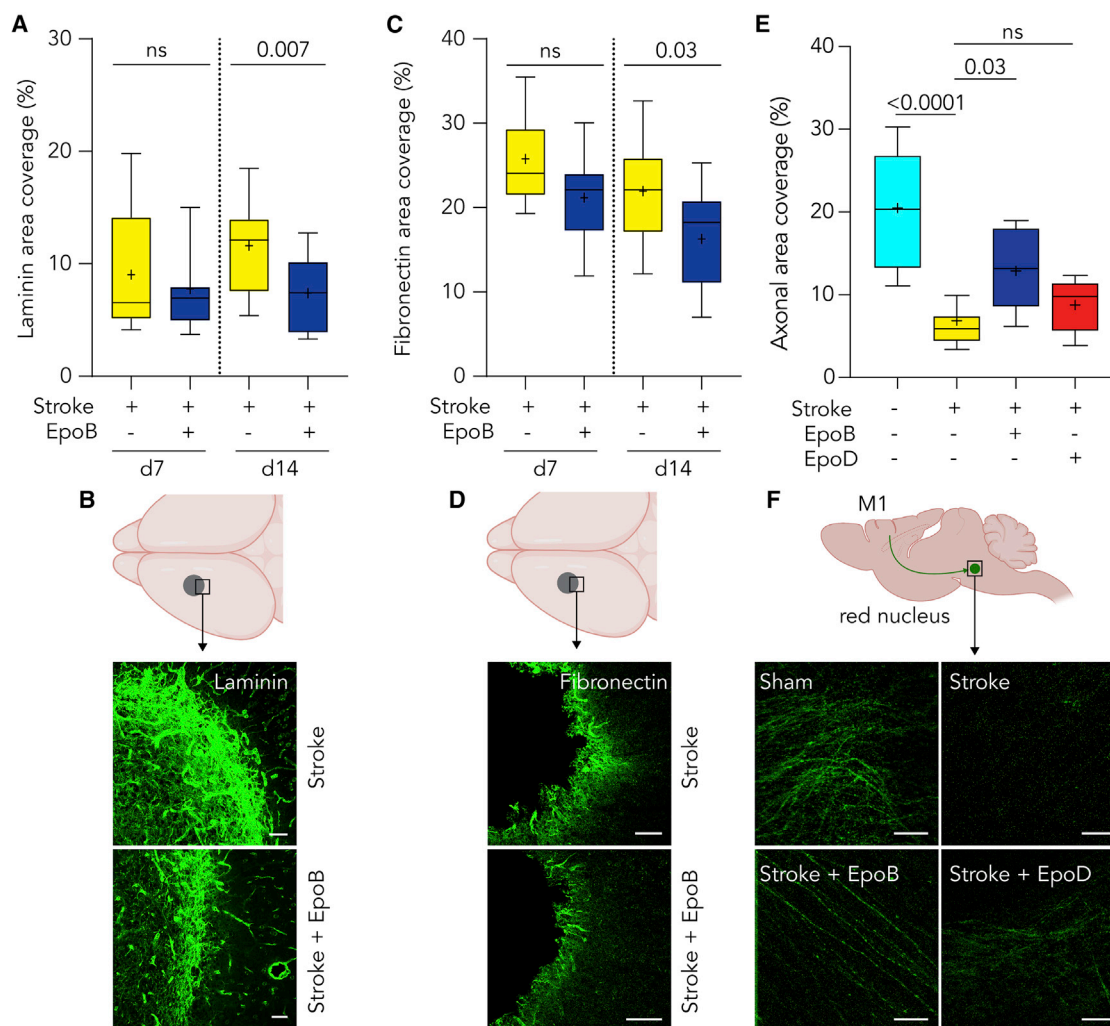 A
Laminin area coverage (%)
30
20
10
0
ns
0.007
Stroke + + + +
EpoB - + - +
d7 d14
C
Fibronectin area coverage (%)
40
30
20
10
0
ns
0.03
Stroke + + + +
EpoB - + - +
d7 d14
E
Axonal area coverage (%)
40
30
20
10
0
ns
0.03
<0.0001
Stroke - + + +
EpoB - - + -
EpoD - - - +
B
Laminin
Stroke
Stroke + EpoB
D
Fibronectin
Stroke
Stroke + EpoB
F
M1
red nucleus
Sham
Stroke
Stroke + EpoB
Stroke + EpoD